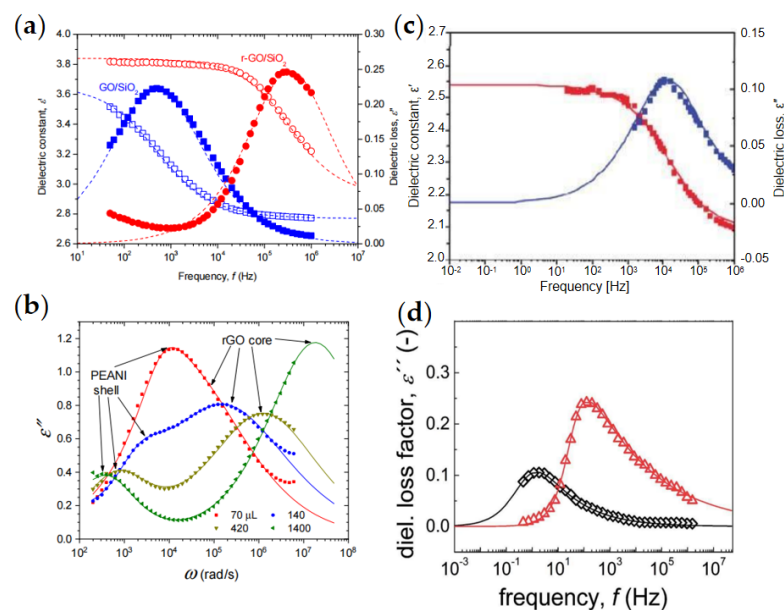 (a)
4.0
3.8
3.6
3.4
3.2
3.0
2.8
2.6
Dielectric constant, ε'
r-GO/SiO2
GO/SiO2
0.30
0.25
0.20
0.15
0.10
0.05
0.00
Dielectric loss, ε"
10¹ 10² 10³ 10⁴ 10⁵ 10⁶ 10⁷
Frequency, f (Hz)
(c)
2.7
2.6
2.5
2.4
2.3
2.2
2.1
2.0
Dielectric constant, ε'
0.15
0.10
0.05
0.00
-0.05
Dielectric loss, ε"
10⁻² 10⁻¹ 10⁰ 10¹ 10² 10³ 10⁴ 10⁵ 10⁶
Frequency [Hz]
(b)
1.2
1.0
0.8
0.6
0.4
0.2
0.0
ε"
PEANI
shell
rGO core
70 μL 140
420 1400
10² 10³ 10⁴ 10⁵ 10⁶ 10⁷ 10⁸
ω (rad/s)
(d)
diel. loss factor, ε´´ (-)
0.3
0.2
0.1
0.0
10⁻³ 10⁻¹ 10¹ 10³ 10⁵ 10⁷
frequency, f (Hz)